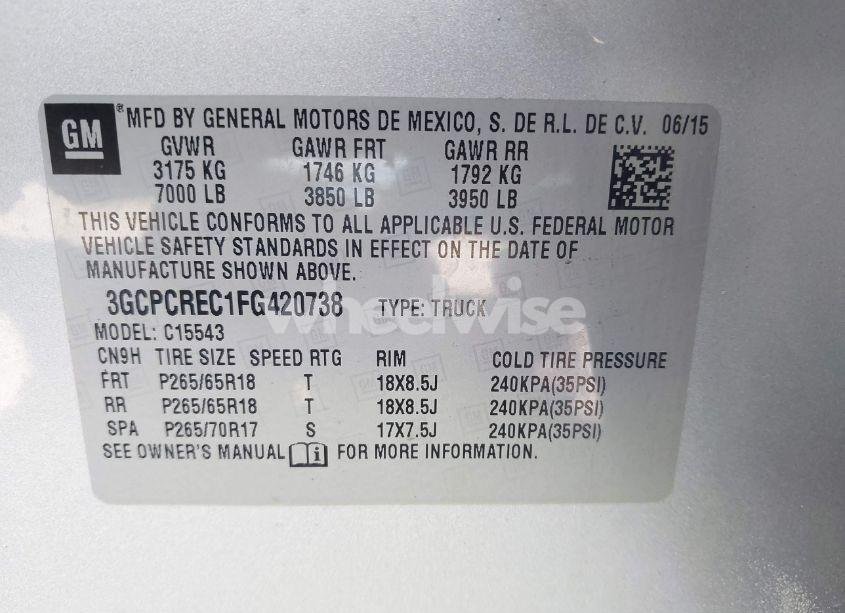 GM ® MFD BY GENERAL MOTORS DE MEXICO, S. DE R.L. DE C.V. 06/15
GVWR GAWR FRT GAWR RR
3175 KG 1746 KG 1792 KG
7000 LB 3850 LB 3950 LB
THIS VEHICLE CONFORMS TO ALL APPLICABLE U.S. FEDERAL MOTOR
VEHICLE SAFETY STANDARDS IN EFFECT ON THE DATE OF
MANUFACTURE SHOWN ABOVE.
3GCPCREC1FG420738 TYPE: TRUCK
wheelwise
MODEL: C15543
CN9H TIRE SIZE SPEED RTG RIM COLD TIRE PRESSURE
FRT P265/65R18 T 18X8.5J 240KPA(35PSI)
RR P265/65R18 T 18X8.5J 240KPA(35PSI)
SPA P265/70R17 S 17X7.5J 240KPA(35PSI)
SEE OWNER'S MANUAL i FOR MORE INFORMATION.